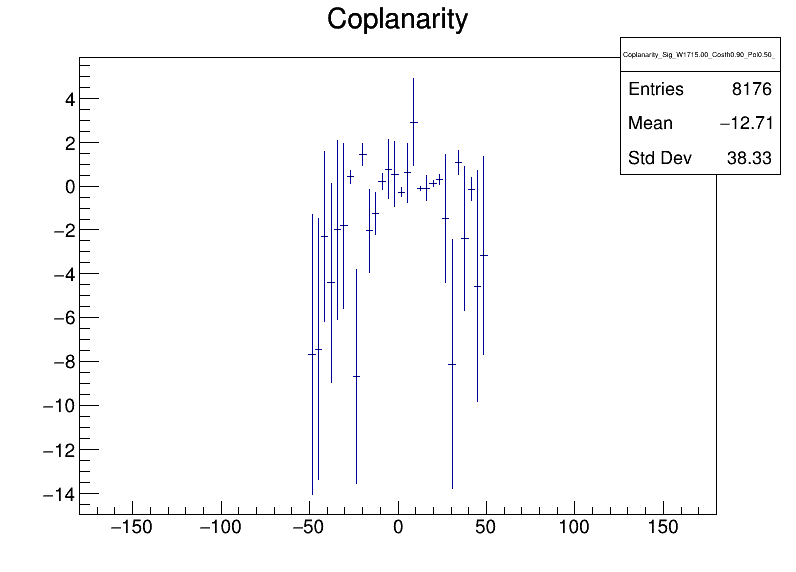 Coplanarity
Coplanarity_Sig_W1715.00_Costh0.90_Pol0.50_
Entries 8176
Mean −12.71
Std Dev 38.33
4
2
0
−2
−4
−6
−8
−10
−12
−14
−150 −100 −50 0 50 100 150